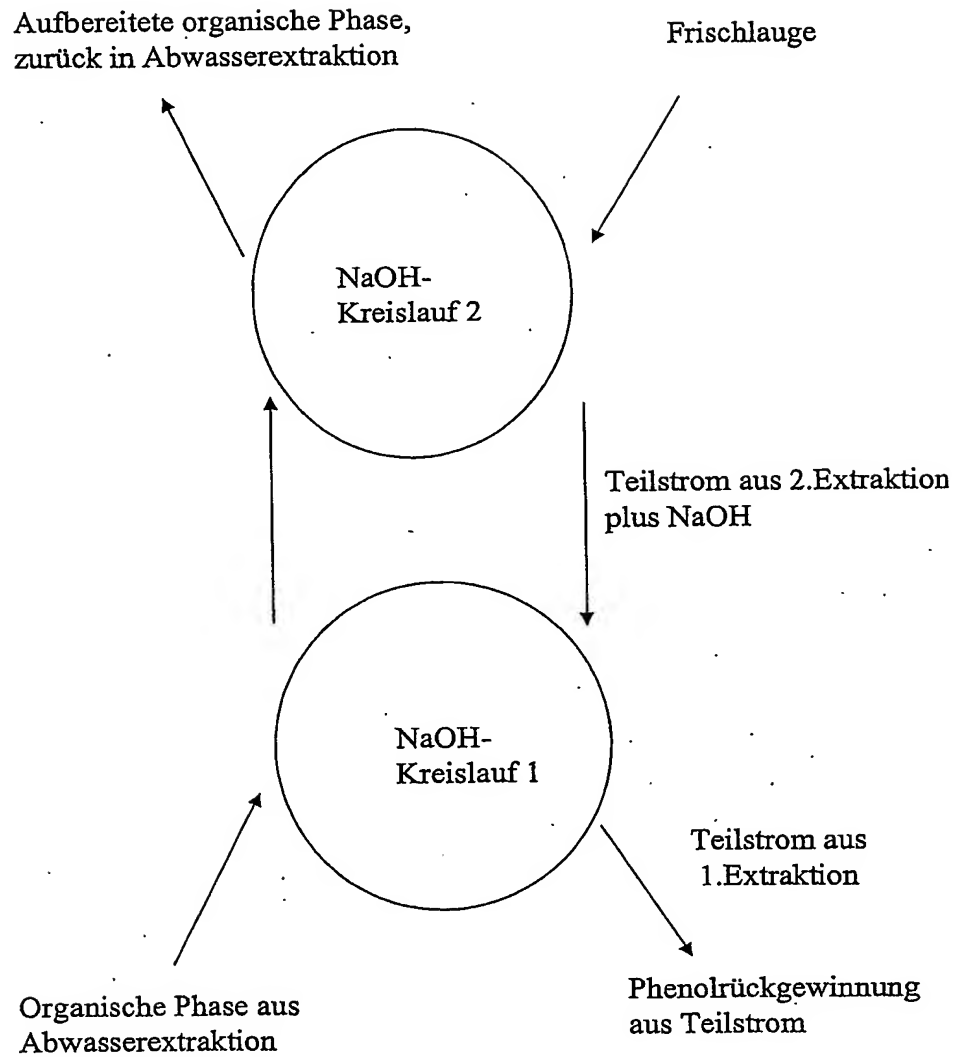 Aufbereitete organische Phase,
zurück in Abwasserextraktion
Frischlauge
NaOH-
Kreislauf 2
Teilstrom aus 2.Extraktion
plus NaOH
NaOH-
Kreislauf 1
Teilstrom aus
1.Extraktion
Organische Phase aus
Abwasserextraktion
Phenolrückgewinnung
aus Teilstrom